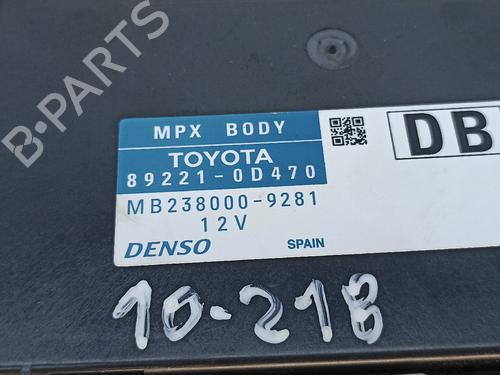 B-PARTS
MPX BODY
TOYOTA
89221-0D470
DB
MB238000-9281
12V
DENSO
SPAIN
10-218